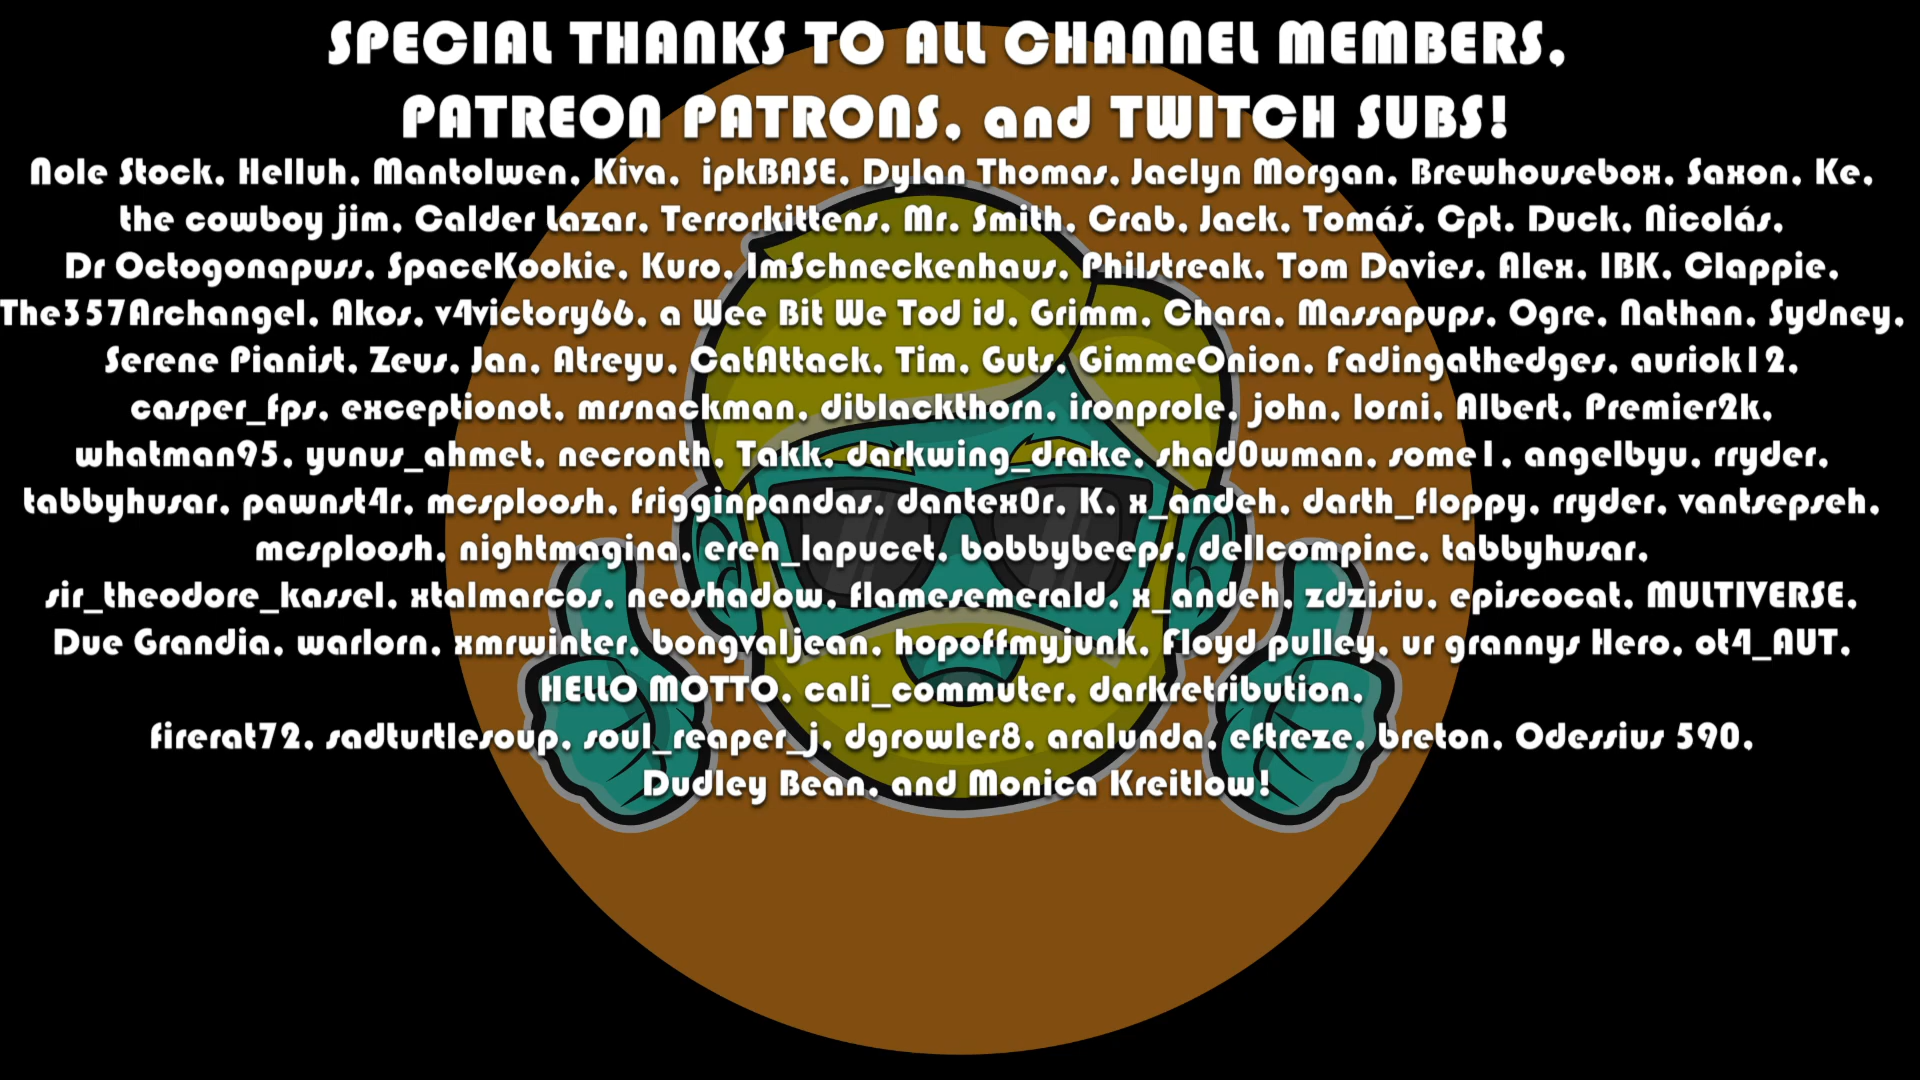 SPECIAL THANKS TO ALL CHANNEL MEMBERS,
PATREON PATRONS, and TWITCH SUBS!
Nole Stock, Helluh, Mantolwen, Kiva,  ipkBASE, Dylan Thomas, Jaclyn Morgan, Brewhousebox, Saxon, Ke,
the cowboy jim, Calder Lazar, Terrorkittens, Mr. Smith, Crab, Jack, Tomáš, Cpt. Duck, Nicolás,
Dr Octogonapuss, SpaceKookie, Kuro, ImSchneckenhaus, Philstreak, Tom Davies, Alex, IBK, Clappie,
The357Archangel, Akos, v4victory66, a Wee Bit We Tod id, Grimm, Chara, Massapups, Ogre, Nathan, Sydney,
Serene Pianist, Zeus, Jan, Atreyu, CatAttack, Tim, Guts, GimmeOnion, Fadingathedges, auriok12,
casper_fps, exceptionot, mrsnackman, diblackthorn, ironprole, john, lorni, Albert, Premier2k,
whatman95, yunus_ahmet, necronth, Takk, darkwing_drake, shad0wman, some1, angelbyu, rryder,
tabbyhusar, pawnst4r, mcsploosh, frigginpandas, dantex0r, K, x_andeh, darth_floppy, rryder, vantsepseh,
mcsploosh, nightmagina, eren_lapucet, bobbybeeps, dellcompinc, tabbyhusar,
sir_theodore_kassel, xtalmarcos, neoshadow, flamesemerald, x_andeh, zdzisiu, episcocat, MULTIVERSE,
Due Grandia, warlorn, xmrwinter, bongvaljean, hopoffmyjunk, Floyd pulley, ur grannys Hero, ot4_AUT,
HELLO MOTTO, cali_commuter, darkretribution,
firerat72, sadturtlesoup, soul_reaper_j, dgrowler8, aralunda, eftreze, breton, Odessius 590,
Dudley Bean, and Monica Kreitlow!